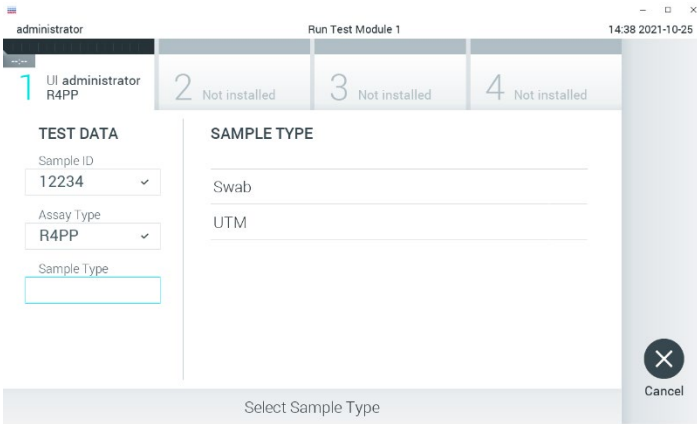 administrator Run Test Module 1 14:38 2021-10-25
--:--
1 UI administrator
R4PP
2 Not installed
3 Not installed
4 Not installed
TEST DATA
Sample ID
12234
Assay Type
R4PP
Sample Type
SAMPLE TYPE
Swab
UTM
Cancel
Select Sample Type